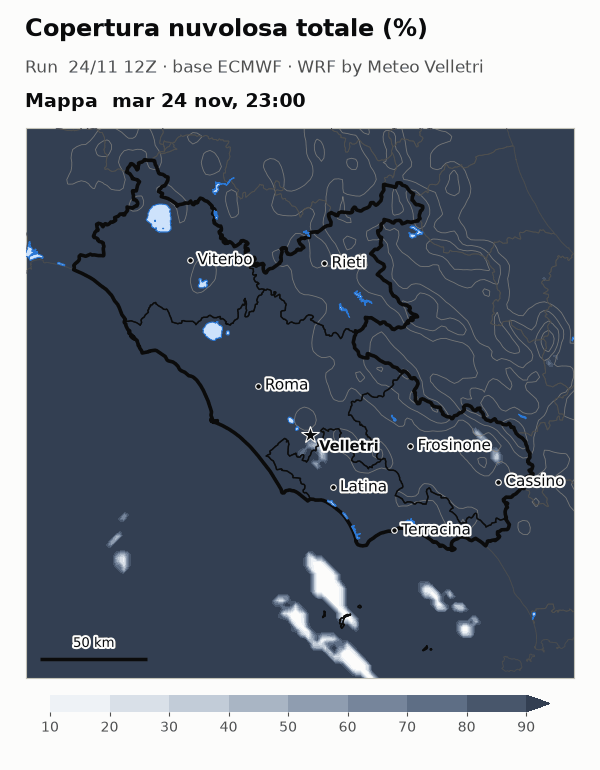 Copertura nuvolosa totale (%)
Run  24/11 12Z · base ECMWF · WRF by Meteo Velletri
Mappa  mar 24 nov, 23:00
Viterbo
Rieti
Roma
Velletri
Frosinone
Cassino
Latina
Terracina
50 km
10 20 30 40 50 60 70 80 90